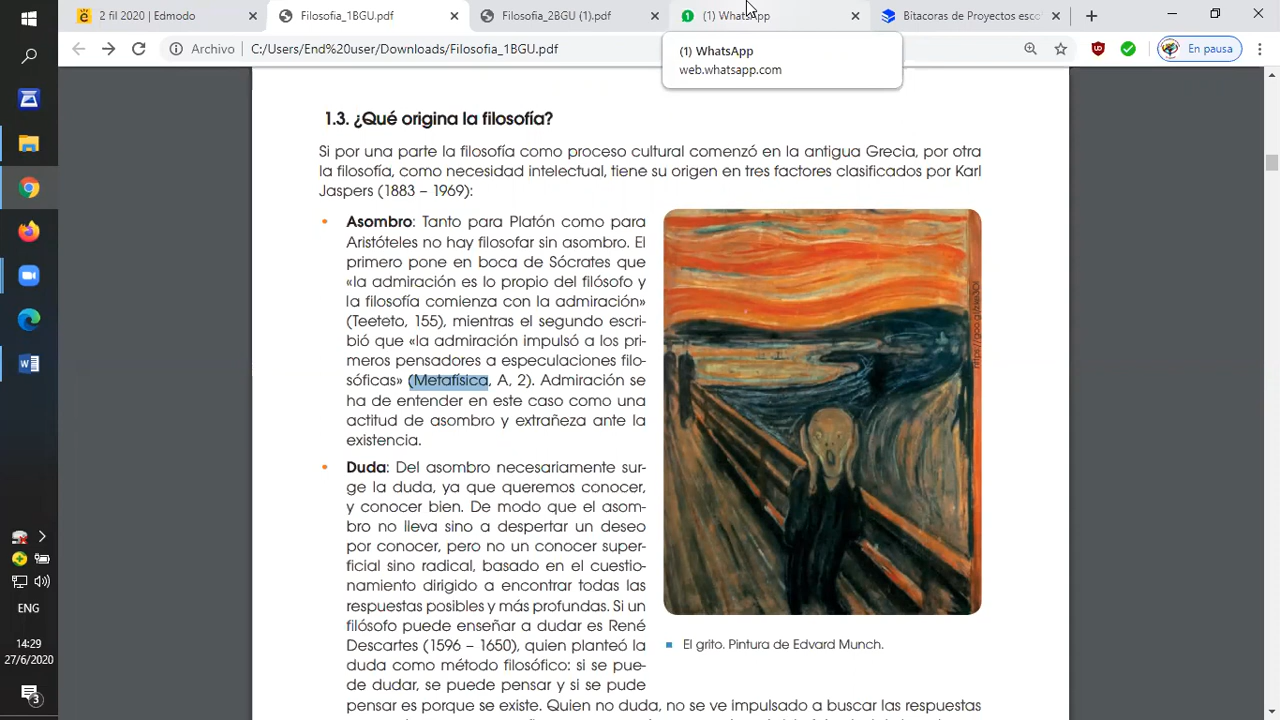 2 fil 2020 | Edmodo
Filosofia_1BGU.pdf
Filosofia_2BGU (1).pdf
(1) WhatsApp
Bitacoras de Proyectos esco
Archivo
C:/Users/End%20user/Downloads/Filosofia_1BGU.pdf
En pausa
(1) WhatsApp
web.whatsapp.com
1.3. ¿Qué origina la filosofía?
Si por una parte la filosofía como proceso cultural comenzó en la antigua Grecia, por otra
la filosofía, como necesidad intelectual, tiene su origen en tres factores clasificados por Karl
Jaspers (1883 – 1969):
• Asombro: Tanto para Platón como para
Aristóteles no hay filosofar sin asombro. El
primero pone en boca de Sócrates que
«la admiración es lo propio del filósofo y
la filosofía comienza con la admiración»
(Teeteto, 155), mientras el segundo escri-
bió que «la admiración impulsó a los pri-
meros pensadores a especulaciones filo-
sóficas» (Metafísica, A, 2). Admiración se
ha de entender en este caso como una
actitud de asombro y extrañeza ante la
existencia.
• Duda: Del asombro necesariamente sur-
ge la duda, ya que queremos conocer,
y conocer bien. De modo que el asom-
bro no lleva sino a despertar un deseo
por conocer, pero no un conocer super-
ficial sino radical, basado en el cuestio-
namiento dirigido a encontrar todas las
respuestas posibles y más profundas. Si un
filósofo puede enseñar a dudar es René
Descartes (1596 – 1650), quien planteó la
duda como método filosófico: si se pue-
de dudar, se puede pensar y si se pude
pensar es porque se existe. Quien no duda, no se ve impulsado a buscar las respuestas
El grito. Pintura de Edvard Munch.
ENG
14:29
27/6/2020
3